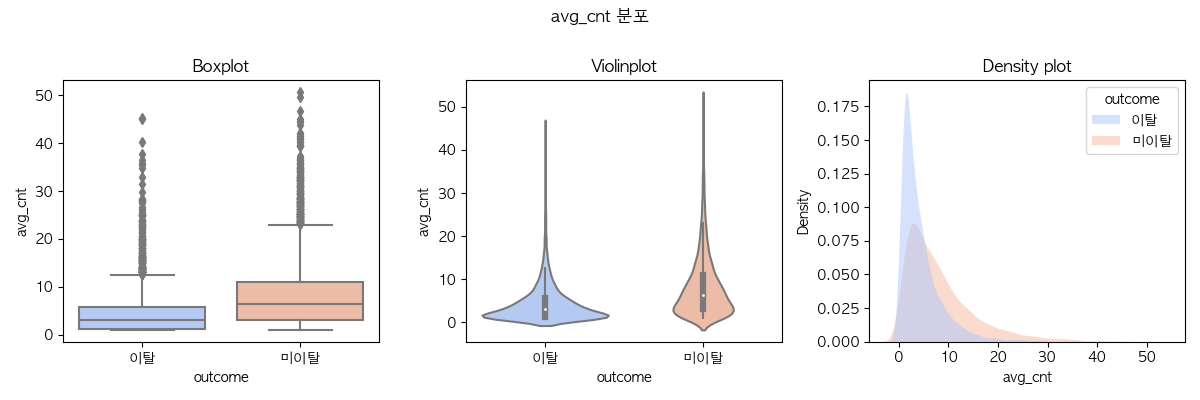 avg_cnt 분포
Boxplot
avg_cnt
50
40
30
20
10
0
이탈
미이탈
outcome
Violinplot
avg_cnt
50
40
30
20
10
0
이탈
미이탈
outcome
Density plot
Density
0.175
0.150
0.125
0.100
0.075
0.050
0.025
0.000
outcome
이탈
미이탈
0 10 20 30 40 50
avg_cnt